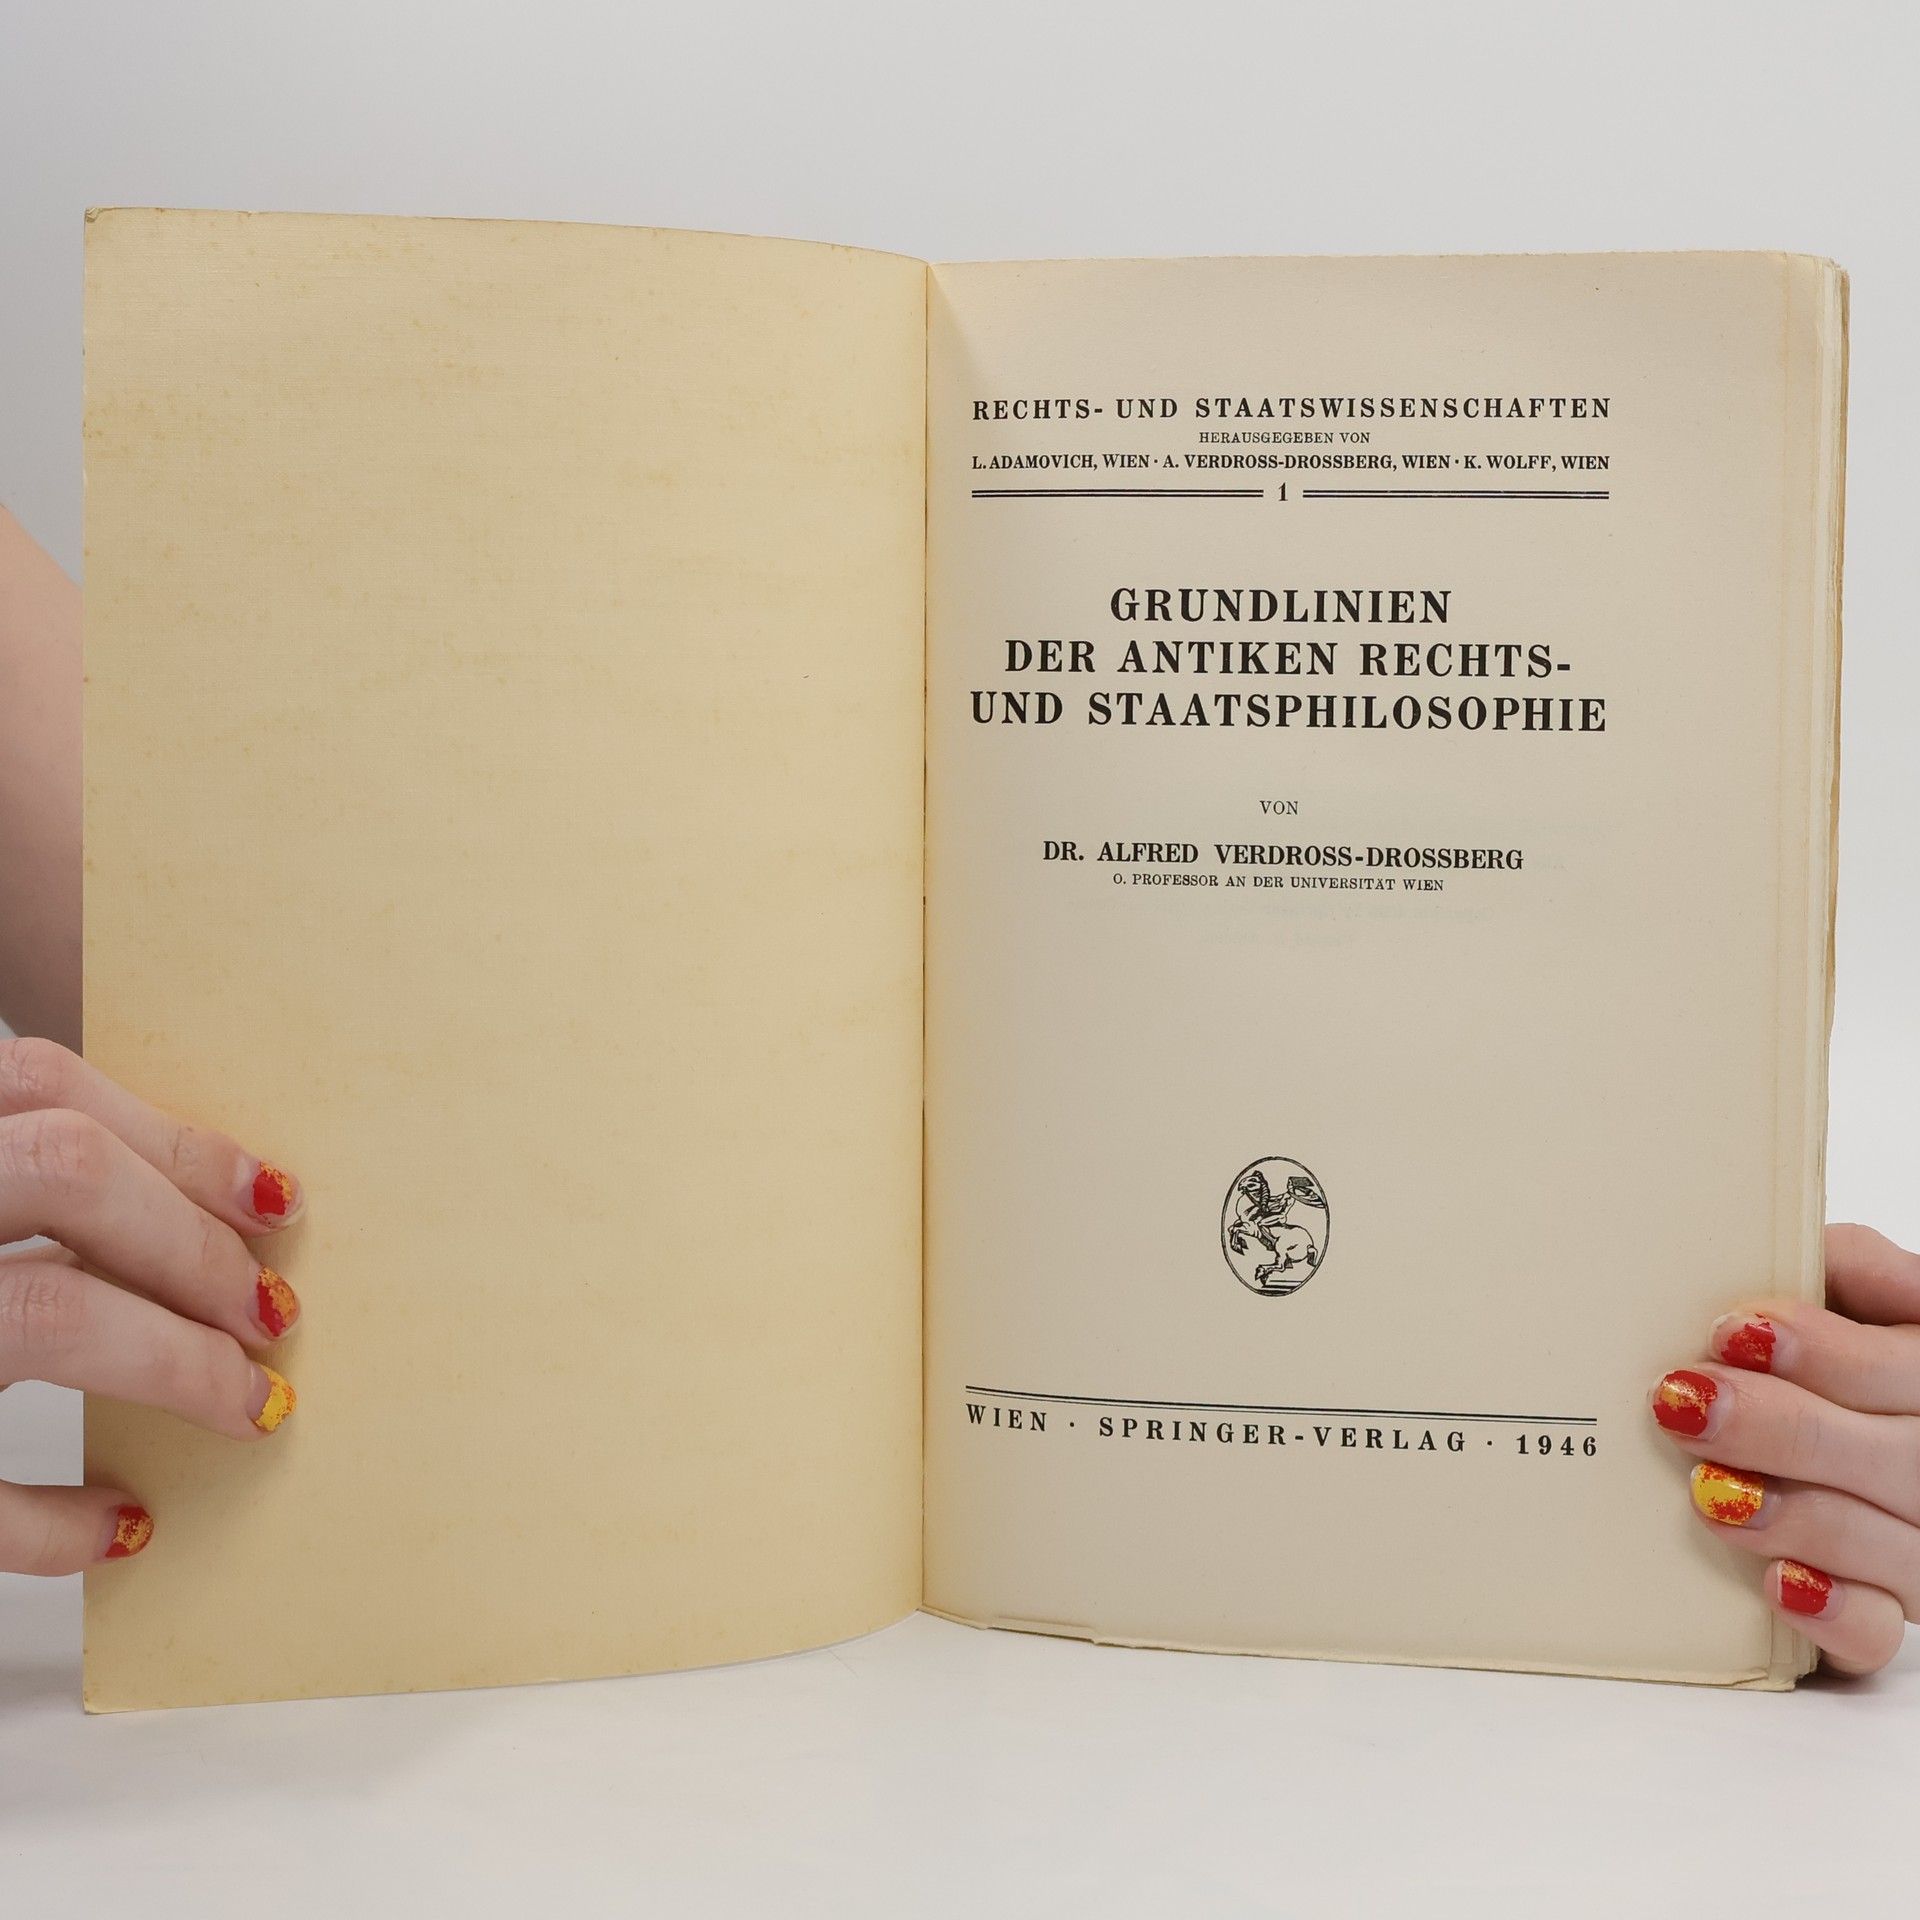 RECHTS- UND STAATSWISSENSCHAFTEN
HERAUSGEGEBEN VON
L. ADAMOVICH, WIEN · A. VERDROSS-DROSSBERG, WIEN · K. WOLFF, WIEN
1
GRUNDLINIEN
DER ANTIKEN RECHTS-
UND STAATSPHILOSOPHIE
VON
DR. ALFRED VERDROSS-DROSSBERG
O. PROFESSOR AN DER UNIVERSITÄT WIEN
WIEN · SPRINGER-VERLAG · 1946